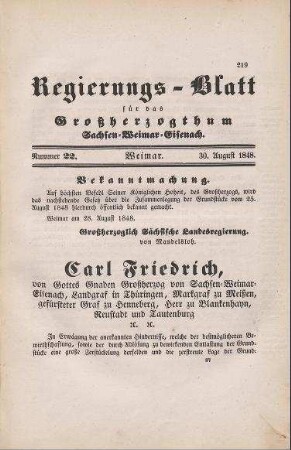 219
Regierungs-Blatt
für das
Großherzogthum
Sachsen-Weimar-Eisenach.
Nummer 22. Weimar. 30. August 1848.
Bekanntmachung.
Auf höchsten Befehl Seiner Königlichen Hoheit, des Großherzogs, wird
das nachstehende Gesetz über die Zusammenlegung der Grundstücke vom 25.
August 1848 hierdurch öffentlich bekannt gemacht.
Weimar am 28. August 1848.
Großherzoglich Sächsische Landesregierung.
von Mandelsloh.
Carl Friedrich,
von Gottes Gnaden Großherzog von Sachsen-Weimar-
Eisenach, Landgraf in Thüringen, Markgraf zu Meißen,
gefürsteter Graf zu Henneberg, Herr zu Blankenhayn,
Neustadt und Tautenburg
ꝛc. ꝛc.
In Erwägung der anerkannten Hindernisse, welche der bestmöglichsten Be-
wirthschaftung, sowie der durch Ablösung zu bewirkenden Entlastung der Grund-
stücke eine große Zerstückelung derselben und die zerstreute Lage der Grund-